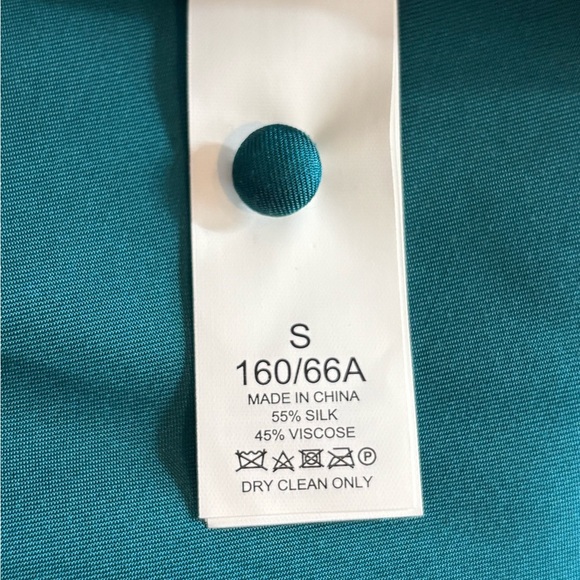 S
160/66A
MADE IN CHINA
55% SILK
45% VISCOSE
P
DRY CLEAN ONLY